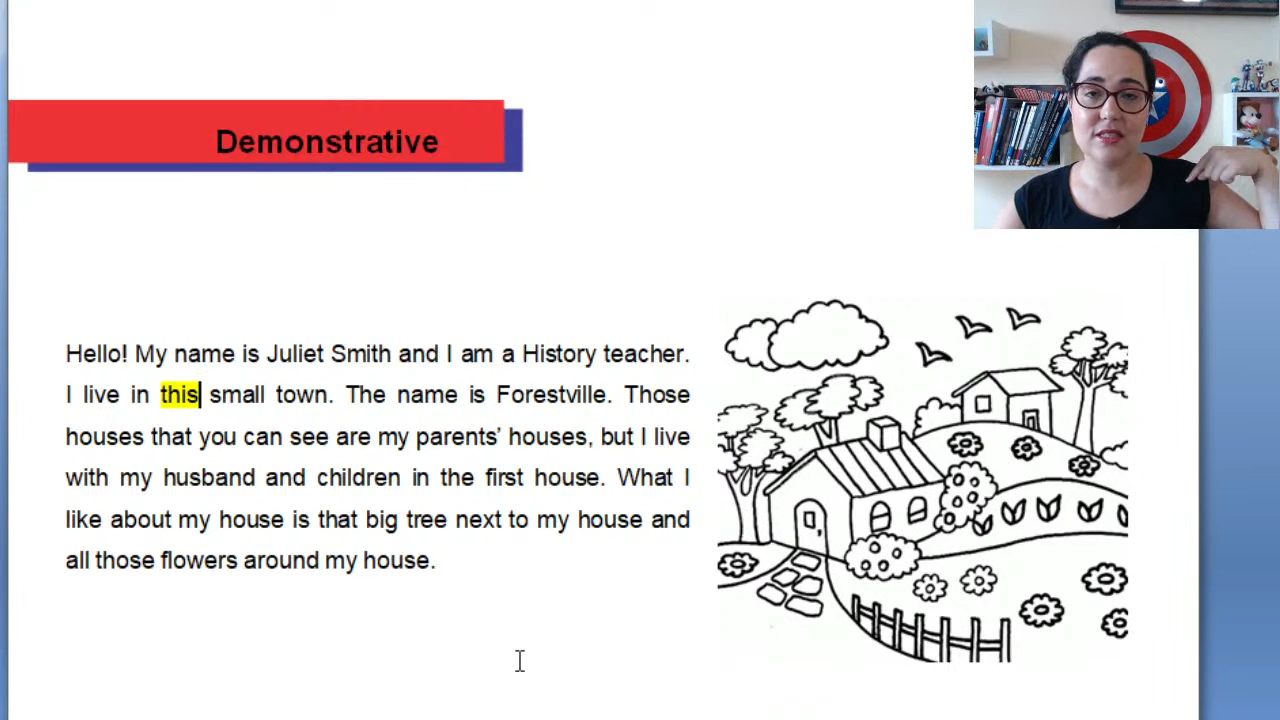 Demonstrative
Hello! My name is Juliet Smith and I am a History teacher.
I live in this small town. The name is Forestville. Those
houses that you can see are my parents’ houses, but I live
with my husband and children in the first house. What I
like about my house is that big tree next to my house and
all those flowers around my house.